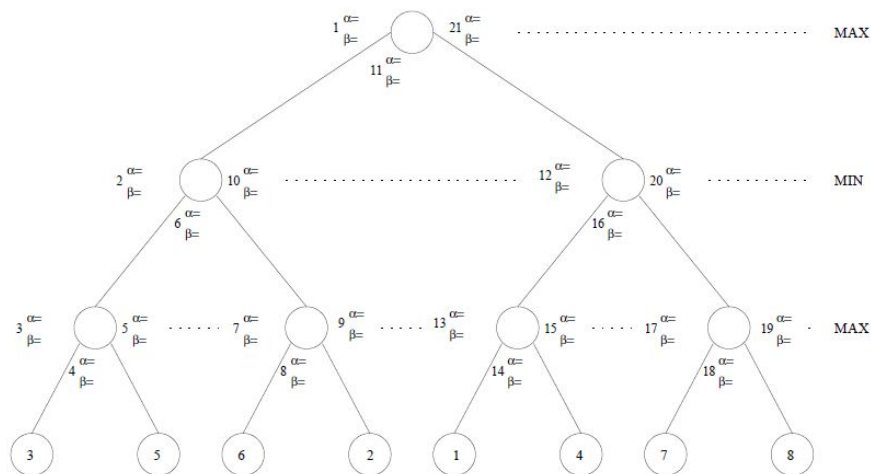 1 α= β= 21 α= β= MAX
11 α= β=
2 α= β= 10 α= β= 12 α= β= 20 α= β= MIN
6 α= β= 16 α= β=
3 α= β= 5 α= β= 7 α= β= 9 α= β= 13 α= β= 15 α= β= 17 α= β= 19 α= β= MAX
4 α= β= 8 α= β= 14 α= β= 18 α= β=
3 5 6 2 1 4 7 8